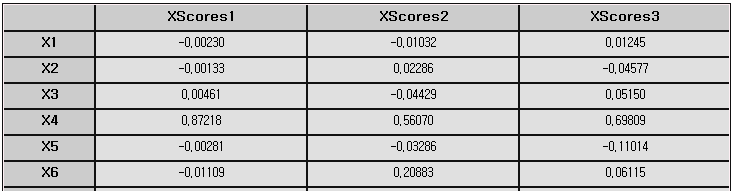 XScores1 XScores2 XScores3
X1 -0,00230 -0,01032 0,01245
X2 -0,00133 0,02286 -0,04577
X3 0,00461 -0,04429 0,05150
X4 0,87218 0,56070 0,69809
X5 -0,00281 -0,03286 -0,11014
X6 -0,01109 0,20883 0,06115